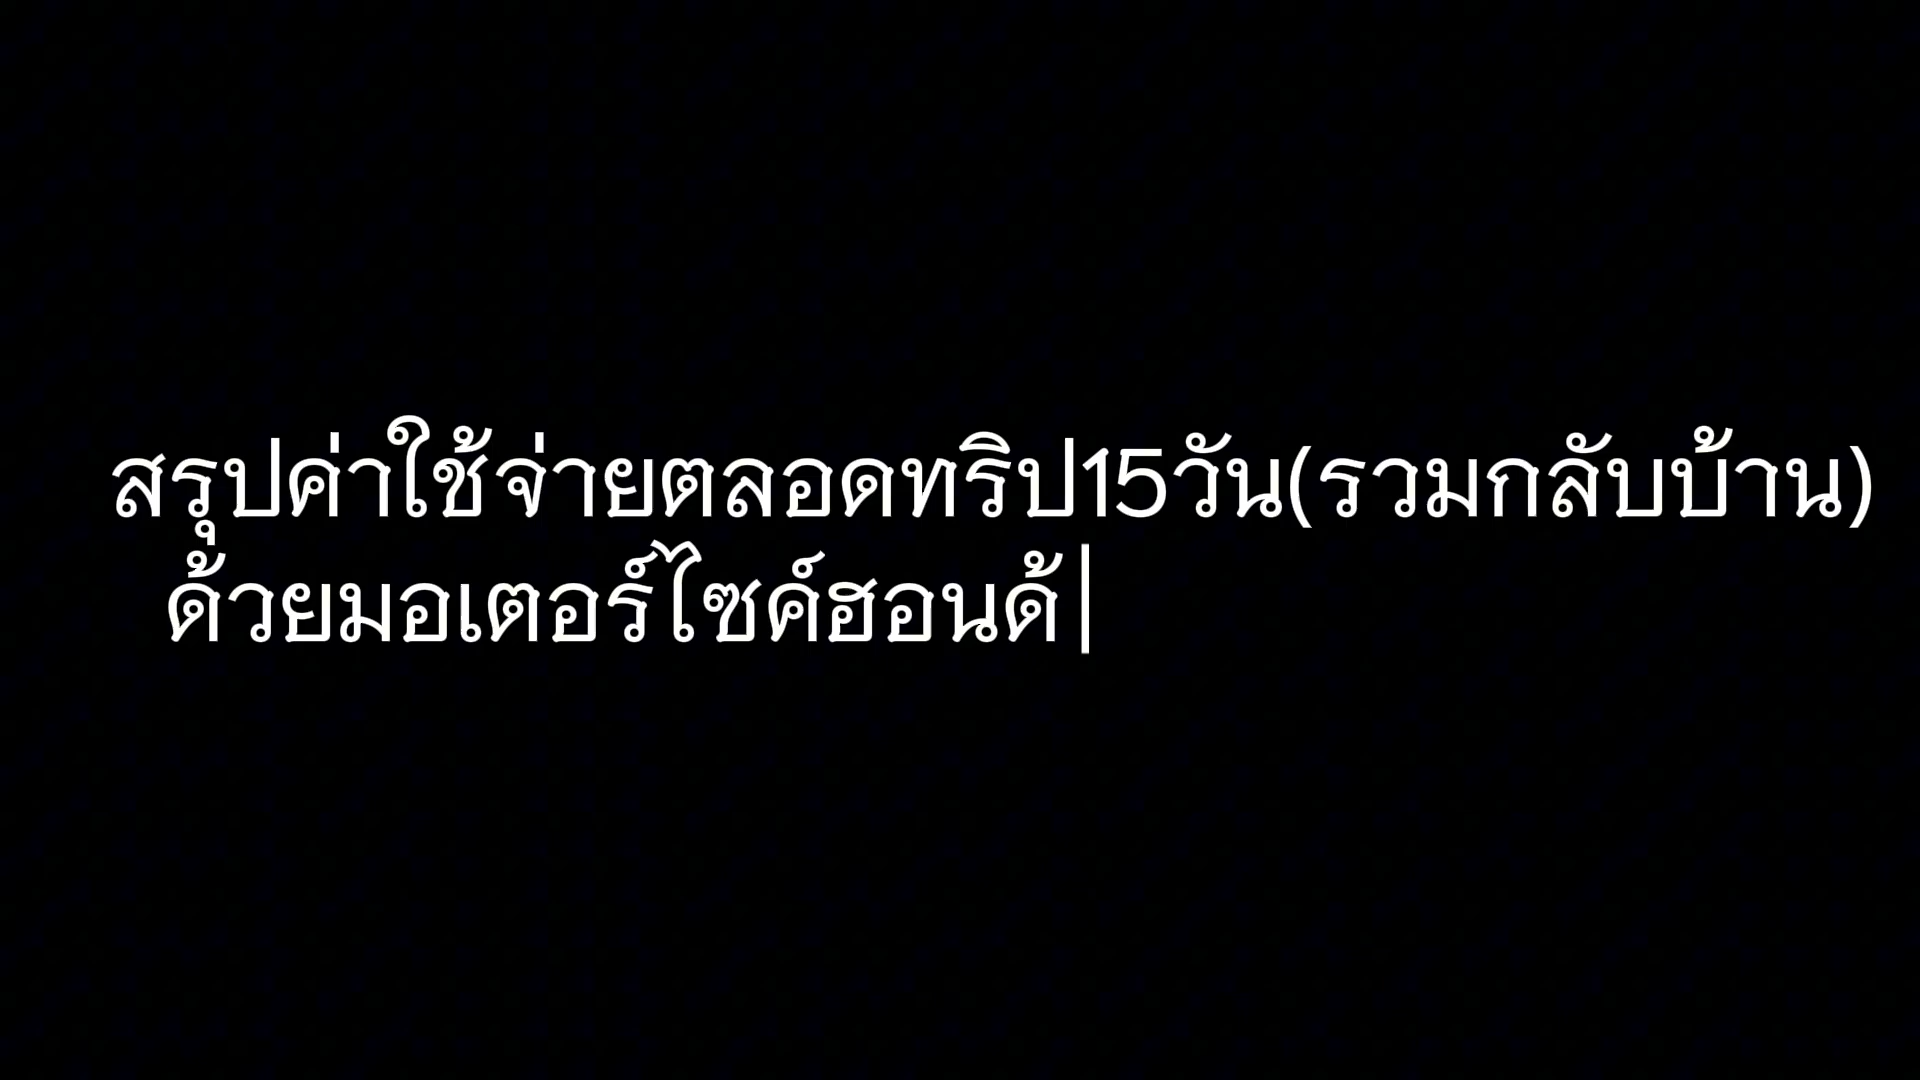 สรุปค่าใช้จ่ายตลอดทริป15วัน(รวมกลับบ้าน)
ด้วยมอเตอร์ไซค์ฮอนด้